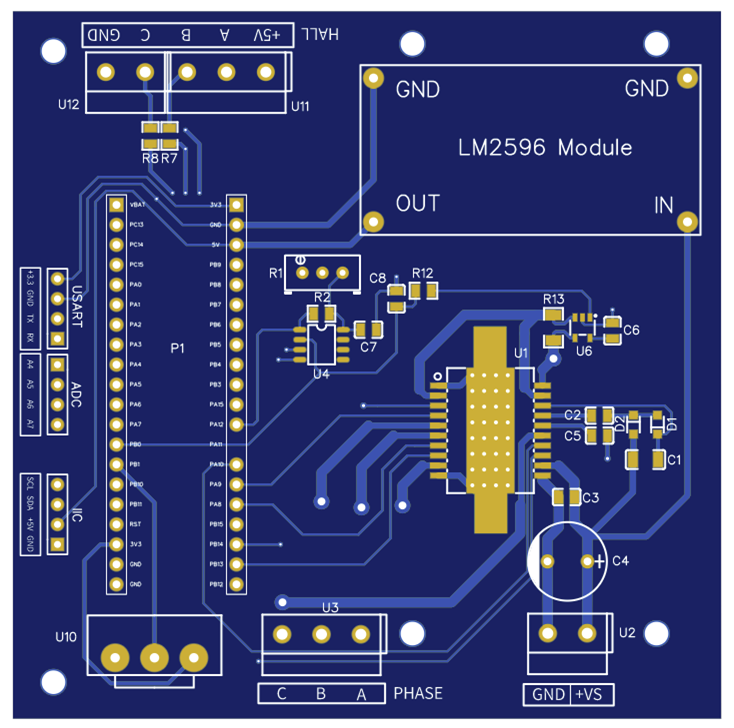 GND C B A +5V HALL
U12
U11
R8 R7
GND
GND
LM2596 Module
OUT
IN
VBAT
PC13
PC14
PC15
PA0
PA1
PA2
PA3
PA4
PA5
PA6
PA7
PB0
PB1
PB10
PB11
RST
3V3
GND
GND
P1
3V3
GND
5V
PB9
PB8
PB7
PB6
PB5
PB4
PB3
PA15
PA12
PA11
PA10
PA9
PA8
PB15
PB14
PB13
PB12
+3.3 GND TX RX
USART
A4
A5
A6
A7
ADC
SCL SDA +5V GND
IIC
R1
R2
U4
C7
C8
R12
R13
U6
C6
U1
C2
C5
D2
D1
C1
C3
C4
+
U10
U3
U2
C B A PHASE
GND +VS